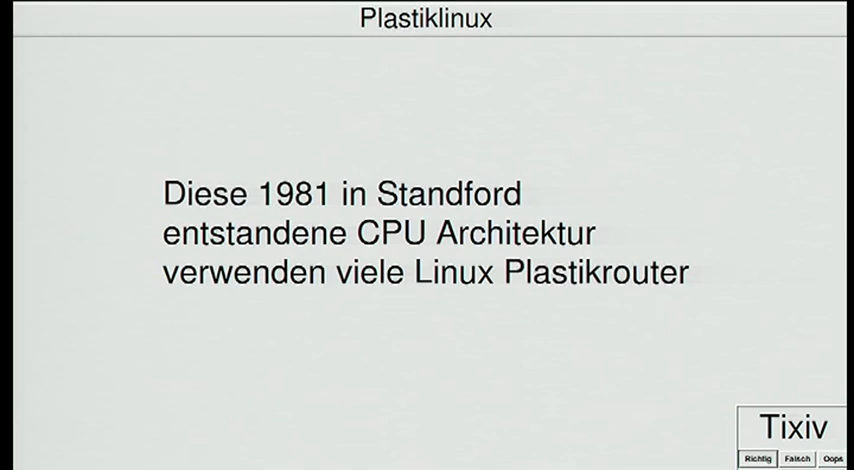 Plastiklinux
Diese 1981 in Standford
entstandene CPU Architektur
verwenden viele Linux Plastikrouter
Tixiv
Richtig Falsch Oops